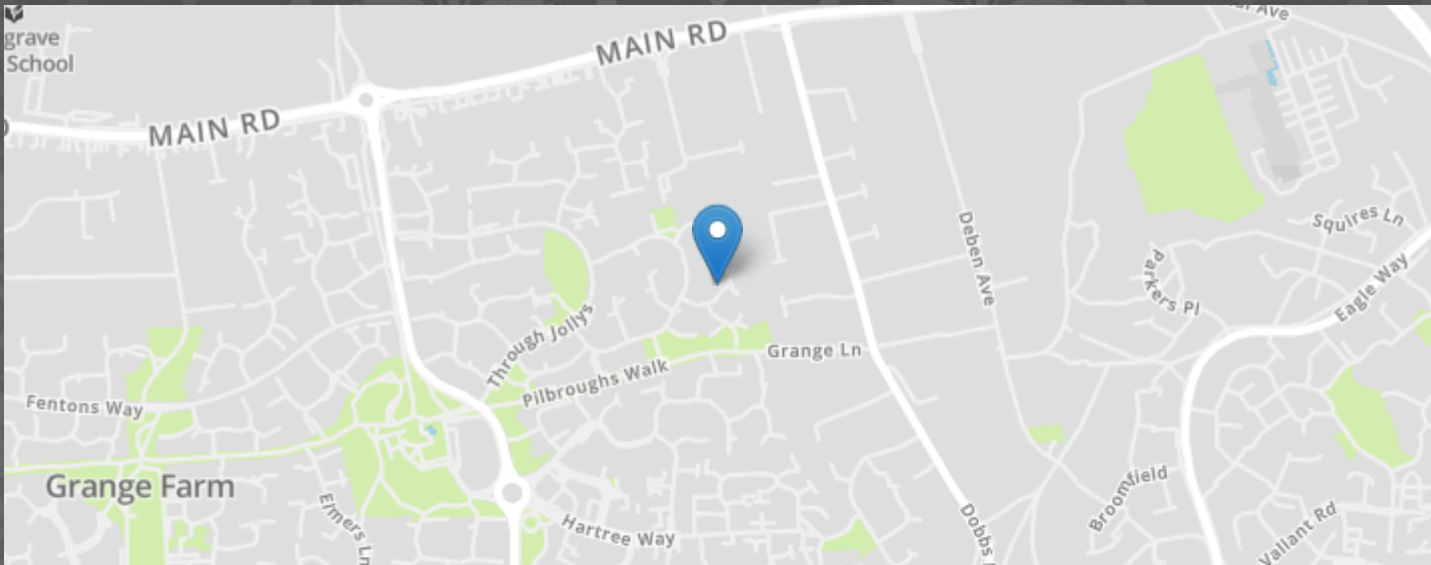 grave
School
MAIN RD
MAIN RD
Ave
Squires Ln
Deben Ave
Parkers Pl
Eagle Way
Through Jollys
Grange Ln
Pilbroughs Walk
Fentons Way
Grange Farm
Elmers Ln
Hartree Way
Dobbs
Broomfield
Vallant Rd